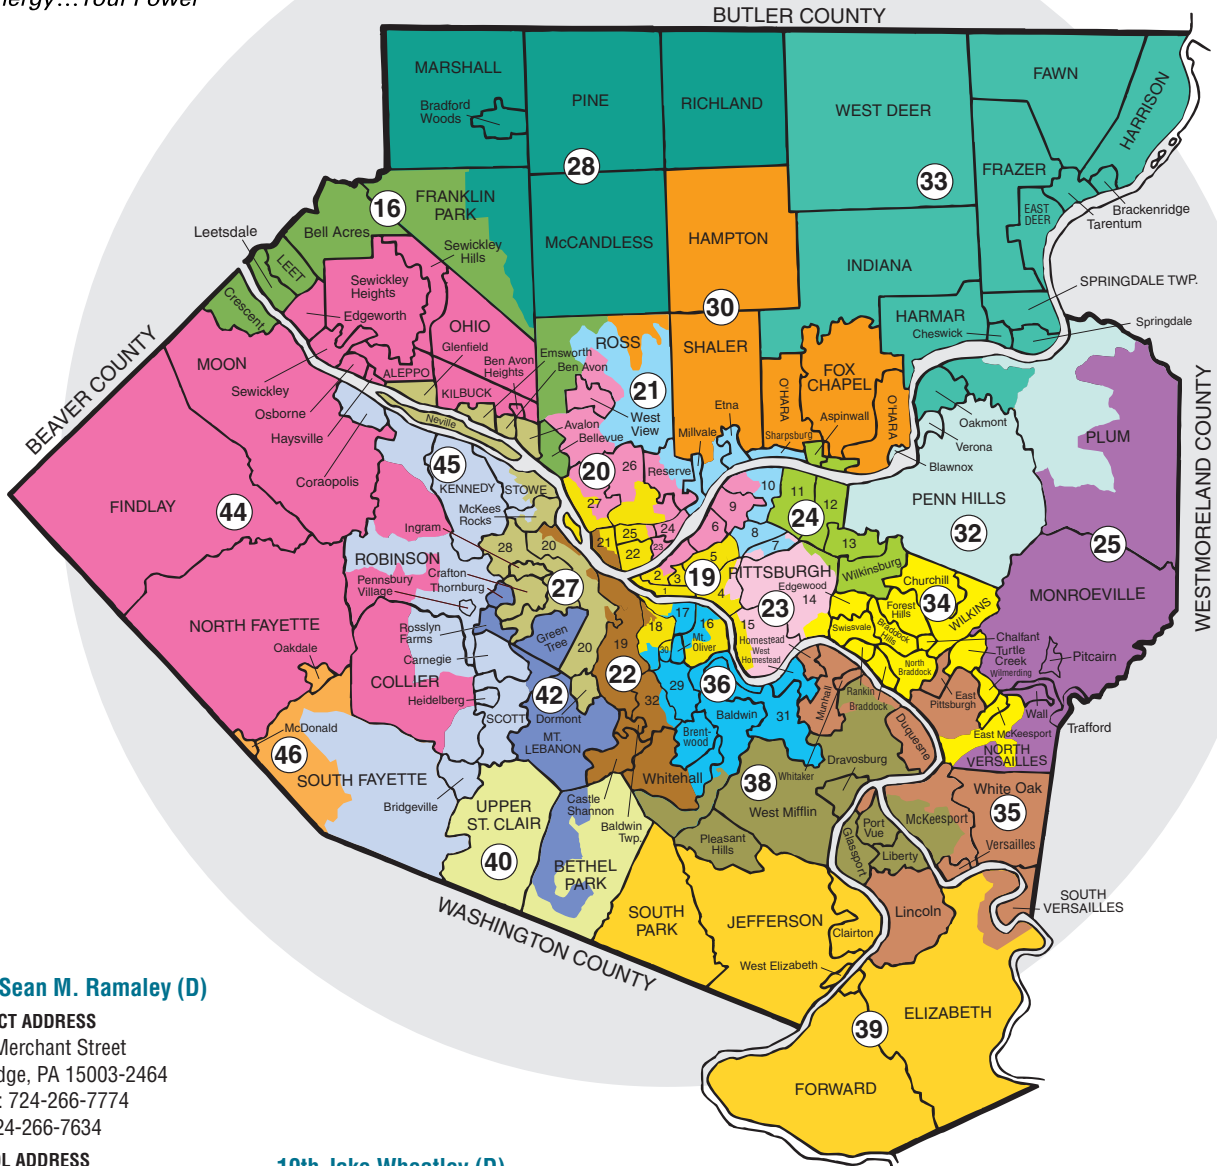 nergy…Your Power
BUTLER COUNTY
MARSHALL
Bradford
Woods
PINE
RICHLAND
WEST DEER
FAWN
HARRISON
28
33
FRAZER
16
FRANKLIN
PARK
EAST
DEER
Brackenridge
Tarentum
Leetsdale
Bell Acres
LEET
Sewickley
Hills
McCANDLESS
HAMPTON
INDIANA
Crescent
Sewickley
Heights
SPRINGDALE TWP.
Edgeworth
OHIO
30
HARMAR
Cheswick
Springdale
BEAVER COUNTY
MOON
Glenfield
Ben Avon
Heights
Emsworth
Ben Avon
ROSS
SHALER
FOX
CHAPEL
Sewickley
ALEPPO
KILBUCK
21
O'HARA
O'HARA
Osborne
Haysville
Neville
Avalon
Bellevue
West
View
Etna
Millvale
Sharpsburg
Aspinwall
Oakmont
Verona
Blawnox
PLUM
WESTMORELAND COUNTY
Coraopolis
45
KENNEDY
STOWE
20
26
Reserve
10
11
12
PENN HILLS
FINDLAY
44
McKees
Rocks
27
9
24
32
Ingram
28
20
21
25
22
24
23
6
8
7
13
25
ROBINSON
Crafton
Thornburg
Pennsbury
Village
27
2
3
5
19
1
4
PITTSBURGH
Edgewood
14
23
Wilkinsburg
Churchill
34
Forest
Hills
WILKINS
MONROEVILLE
NORTH FAYETTE
Rosslyn
Farms
Green
Tree
17
18
16
15
Swissvale
Braddock
Hills
Chalfant
Turtle
Creek
Wilmerding
Pitcairn
Oakdale
Carnegie
20
19
30
Mt.
Oliver
Homestead
West
Homestead
North
Braddock
COLLIER
Heidelberg
42
22
29
36
Rankin
Braddock
East
Pittsburgh
McDonald
SCOTT
Dormont
32
Baldwin
31
Munhall
Duquesne
Wall
Trafford
46
MT.
LEBANON
Brent-
wood
East McKeesport
NORTH
VERSAILLES
SOUTH FAYETTE
Whitehall
38
Whitaker
Dravosburg
White Oak
35
Bridgeville
UPPER
ST. CLAIR
Castle
Shannon
Baldwin
Twp.
West Mifflin
Port
Vue
McKeesport
Pleasant
Hills
Glassport
Liberty
Versailles
40
BETHEL
PARK
SOUTH
VERSAILLES
WASHINGTON COUNTY
SOUTH
PARK
JEFFERSON
Lincoln
Clairton
West Elizabeth
ELIZABETH
39
FORWARD
Sean M. Ramaley (D)
CT ADDRESS
Merchant Street
dge, PA 15003-2464
: 724-266-7774
24-266-7634
OL ADDRESS
19th Jake Wheatley (D)